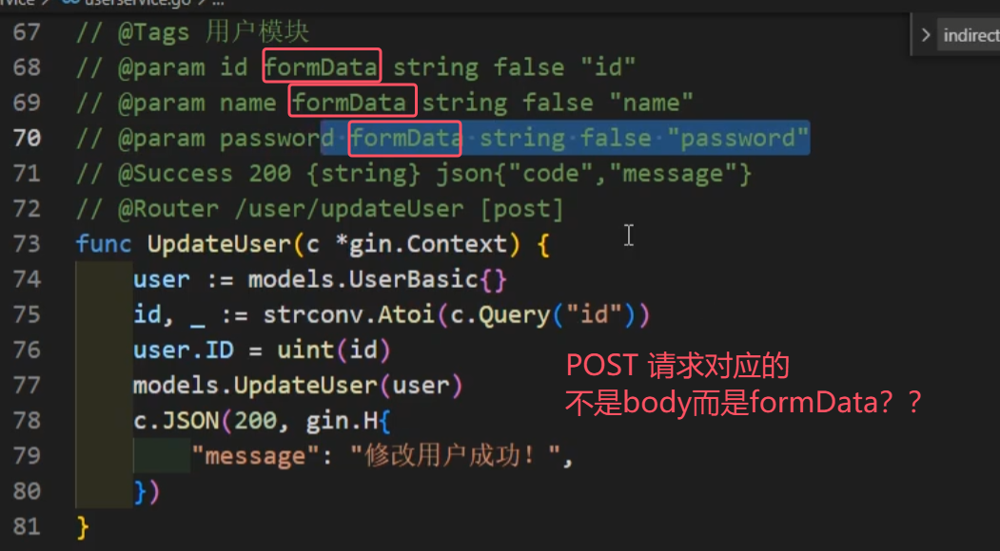 userservice.go > ...
> indirect
67 // @Tags 用户模块
68 // @param id formData string false "id"
69 // @param name formData string false "name"
70 // @param password formData string false "password"
71 // @Success 200 {string} json{"code","message"}
72 // @Router /user/updateUser [post]
73 func UpdateUser(c *gin.Context) {
74 user := models.UserBasic{}
75 id, _ := strconv.Atoi(c.Query("id"))
76 user.ID = uint(id)
77 models.UpdateUser(user)
78 c.JSON(200, gin.H{
79 "message": "修改用户成功！",
80 })
81 }
POST 请求对应的
不是body而是formData？？